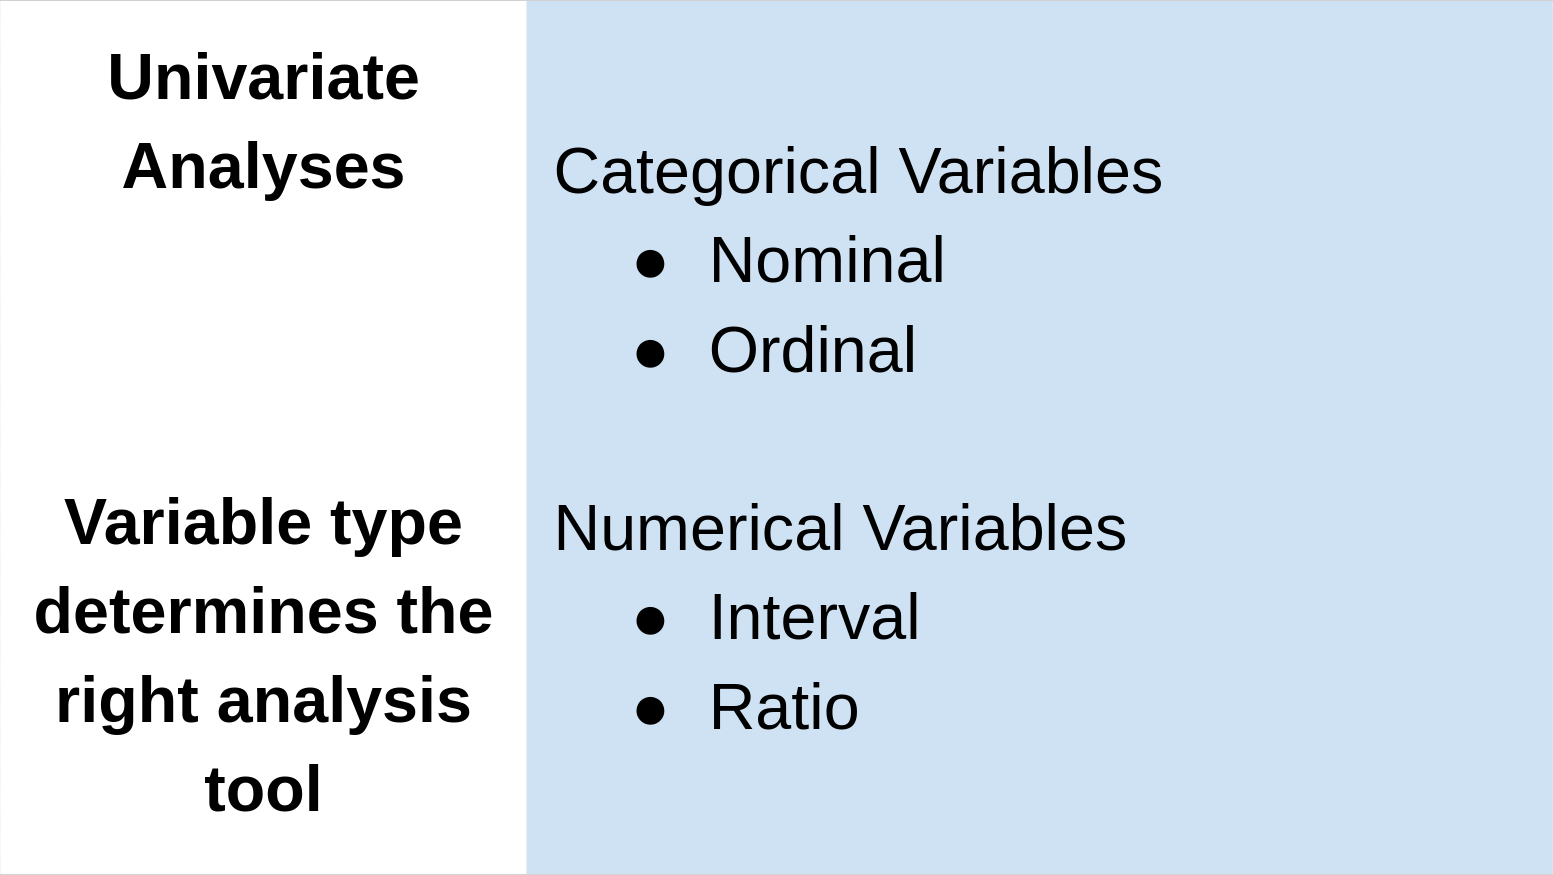 Univariate
Analyses
Variable type
determines the
right analysis
tool
Categorical Variables
● Nominal
● Ordinal
Numerical Variables
● Interval
● Ratio